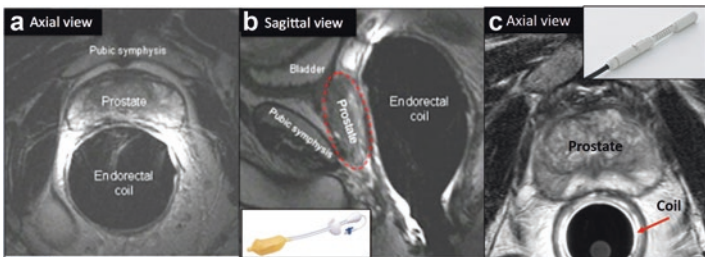 a Axial view
Pubic symphysis
Prostate
Endorectal
coil
b Sagittal view
Bladder
Prostate
Pubic symphysis
Endorectal
coil
c Axial view
Prostate
Coil